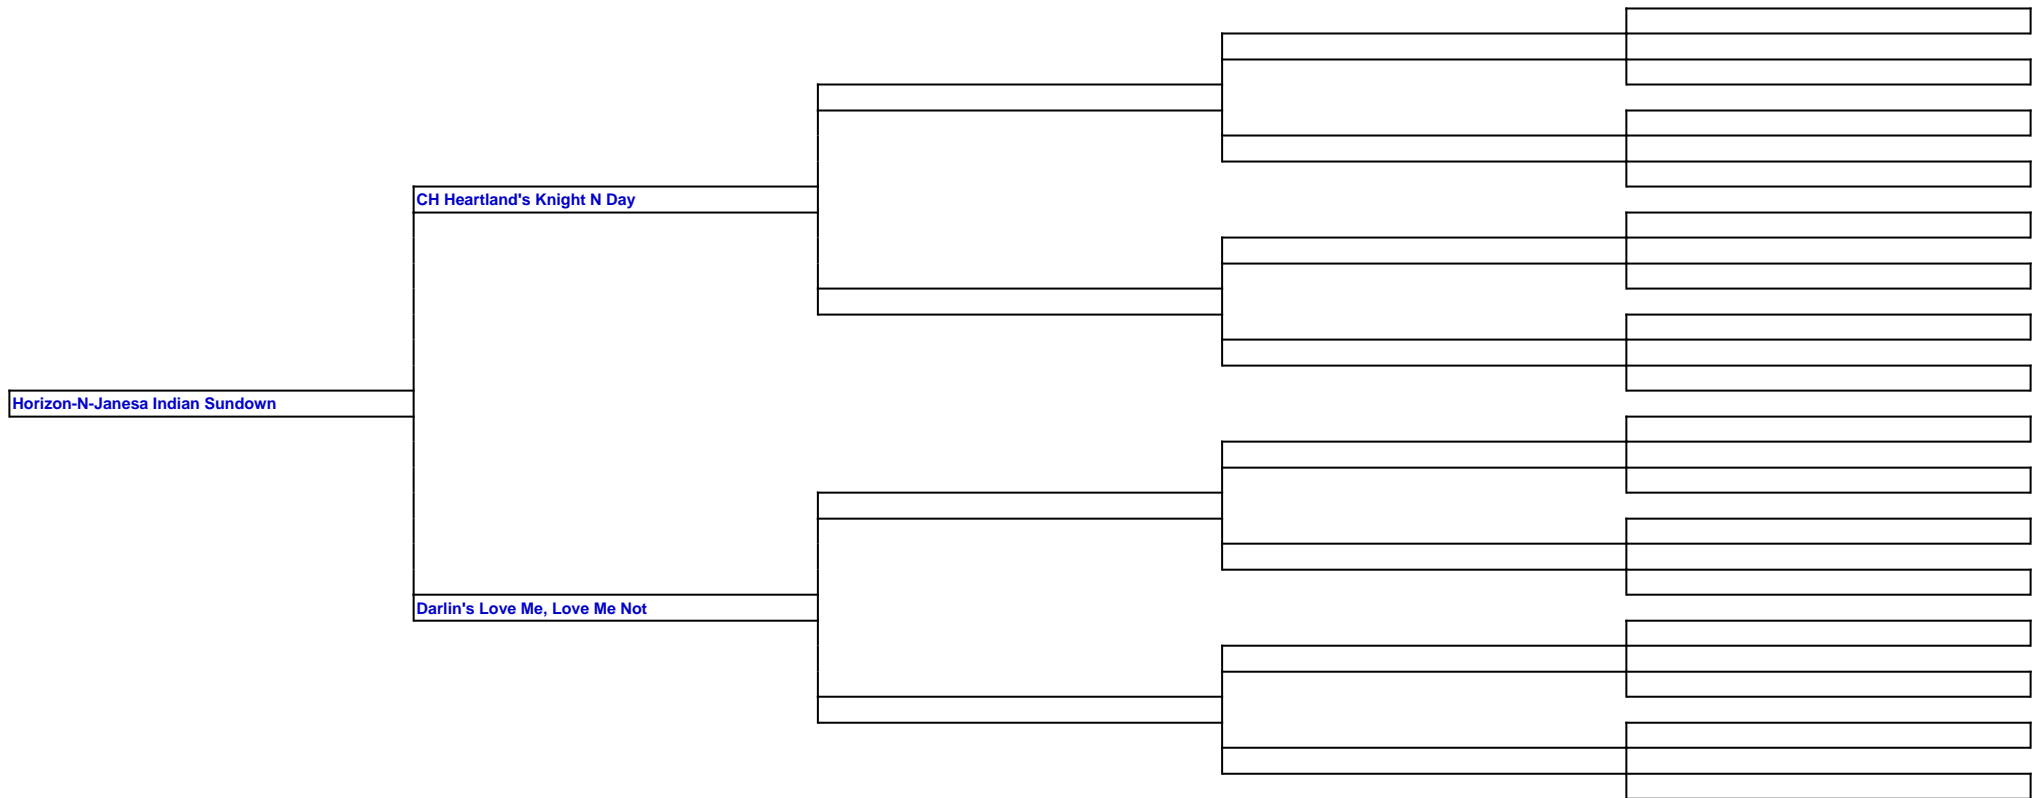 CH Heartland's Knight N Day
Horizon-N-Janesa Indian Sundown
Darlin's Love Me, Love Me Not